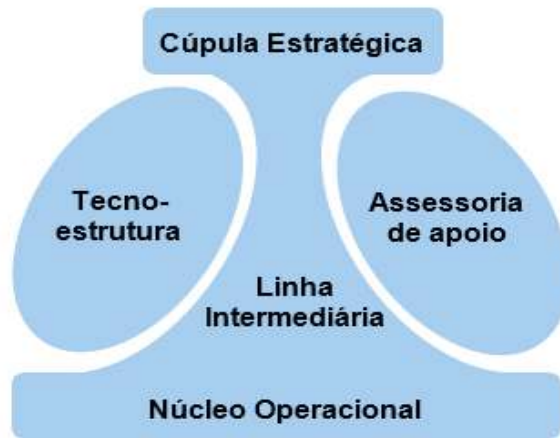 Cúpula Estratégica
Tecno-
estrutura
Assessoria
de apoio
Linha
Intermediária
Núcleo Operacional